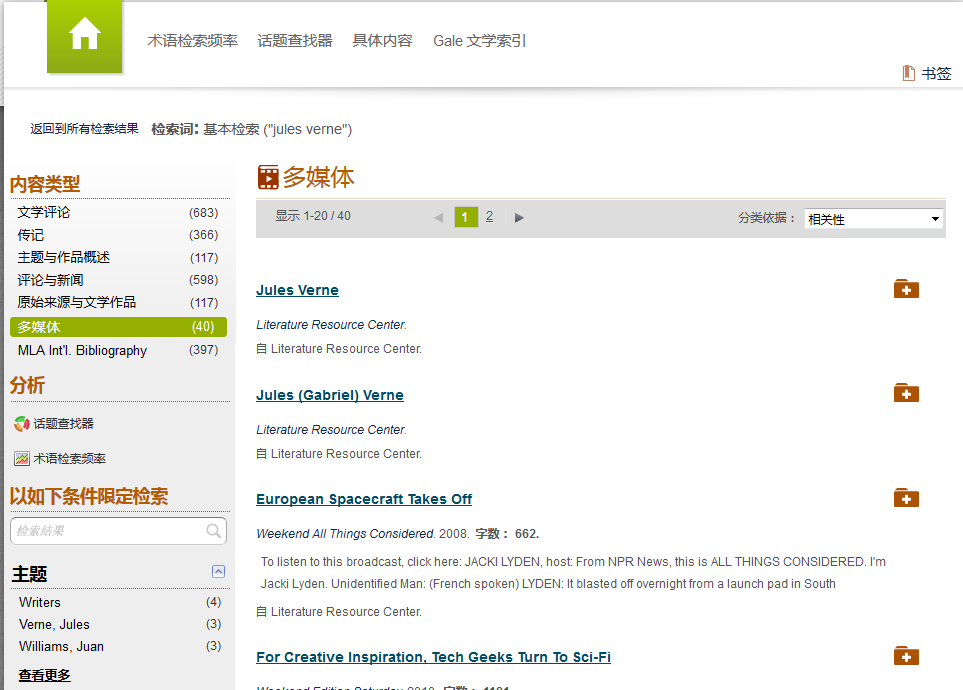 术语检索频率 话题查找器 具体内容 Gale 文学索引
书签
返回到所有检索结果 检索词: 基本检索 ("jules verne")
内容类型
文学评论 (683)
传记 (366)
主题与作品概述 (117)
评论与新闻 (598)
原始来源与文学作品 (117)
多媒体 (40)
MLA Int'l. Bibliography (397)
分析
话题查找器
术语检索频率
以如下条件限定检索
检索结果
主题
Writers (4)
Verne, Jules (3)
Williams, Juan (3)
查看更多
多媒体
显示 1-20 / 40 1 2 分类依据： 相关性
Jules Verne
Literature Resource Center.
自 Literature Resource Center.
Jules (Gabriel) Verne
Literature Resource Center.
自 Literature Resource Center.
European Spacecraft Takes Off
Weekend All Things Considered. 2008. 字数： 662.
To listen to this broadcast, click here: JACKI LYDEN, host: From NPR News, this is ALL THINGS CONSIDERED. I'm
Jacki Lyden. Unidentified Man: (French spoken) LYDEN: It blasted off overnight from a launch pad in South
自 Literature Resource Center.
For Creative Inspiration, Tech Geeks Turn To Sci-Fi
Weekend Edition Saturday. 字数：